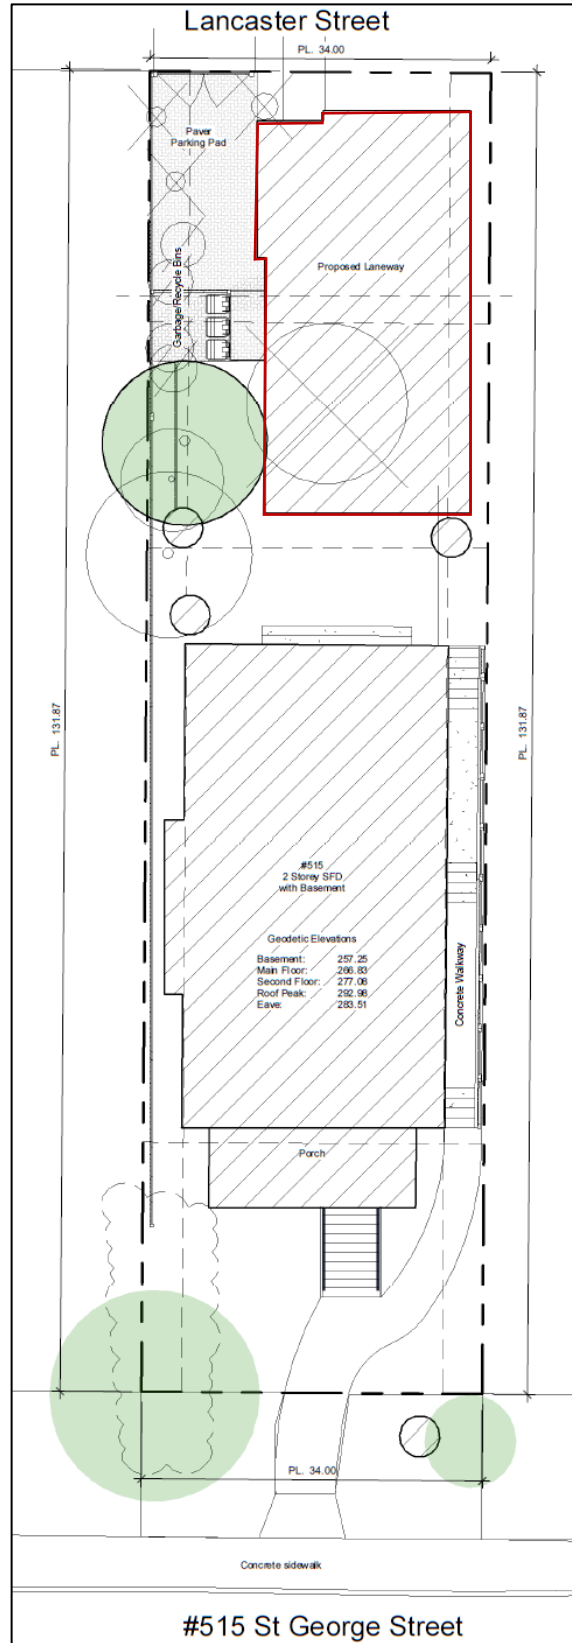 Lancaster Street
PL. 34.00
Paver
Parking Pad
Proposed Laneway
Garbage/Recycle Bins
PL. 131.87
PL. 131.87
#515
2 Storey SFD
with Basement
Geodetic Elevations
Basement: 257.25
Main Floor: 266.83
Second Floor: 277.08
Roof Peak: 292.98
Eave: 283.51
Concrete Walkway
Porch
PL. 34.00
Concrete sidewalk
#515 St George Street